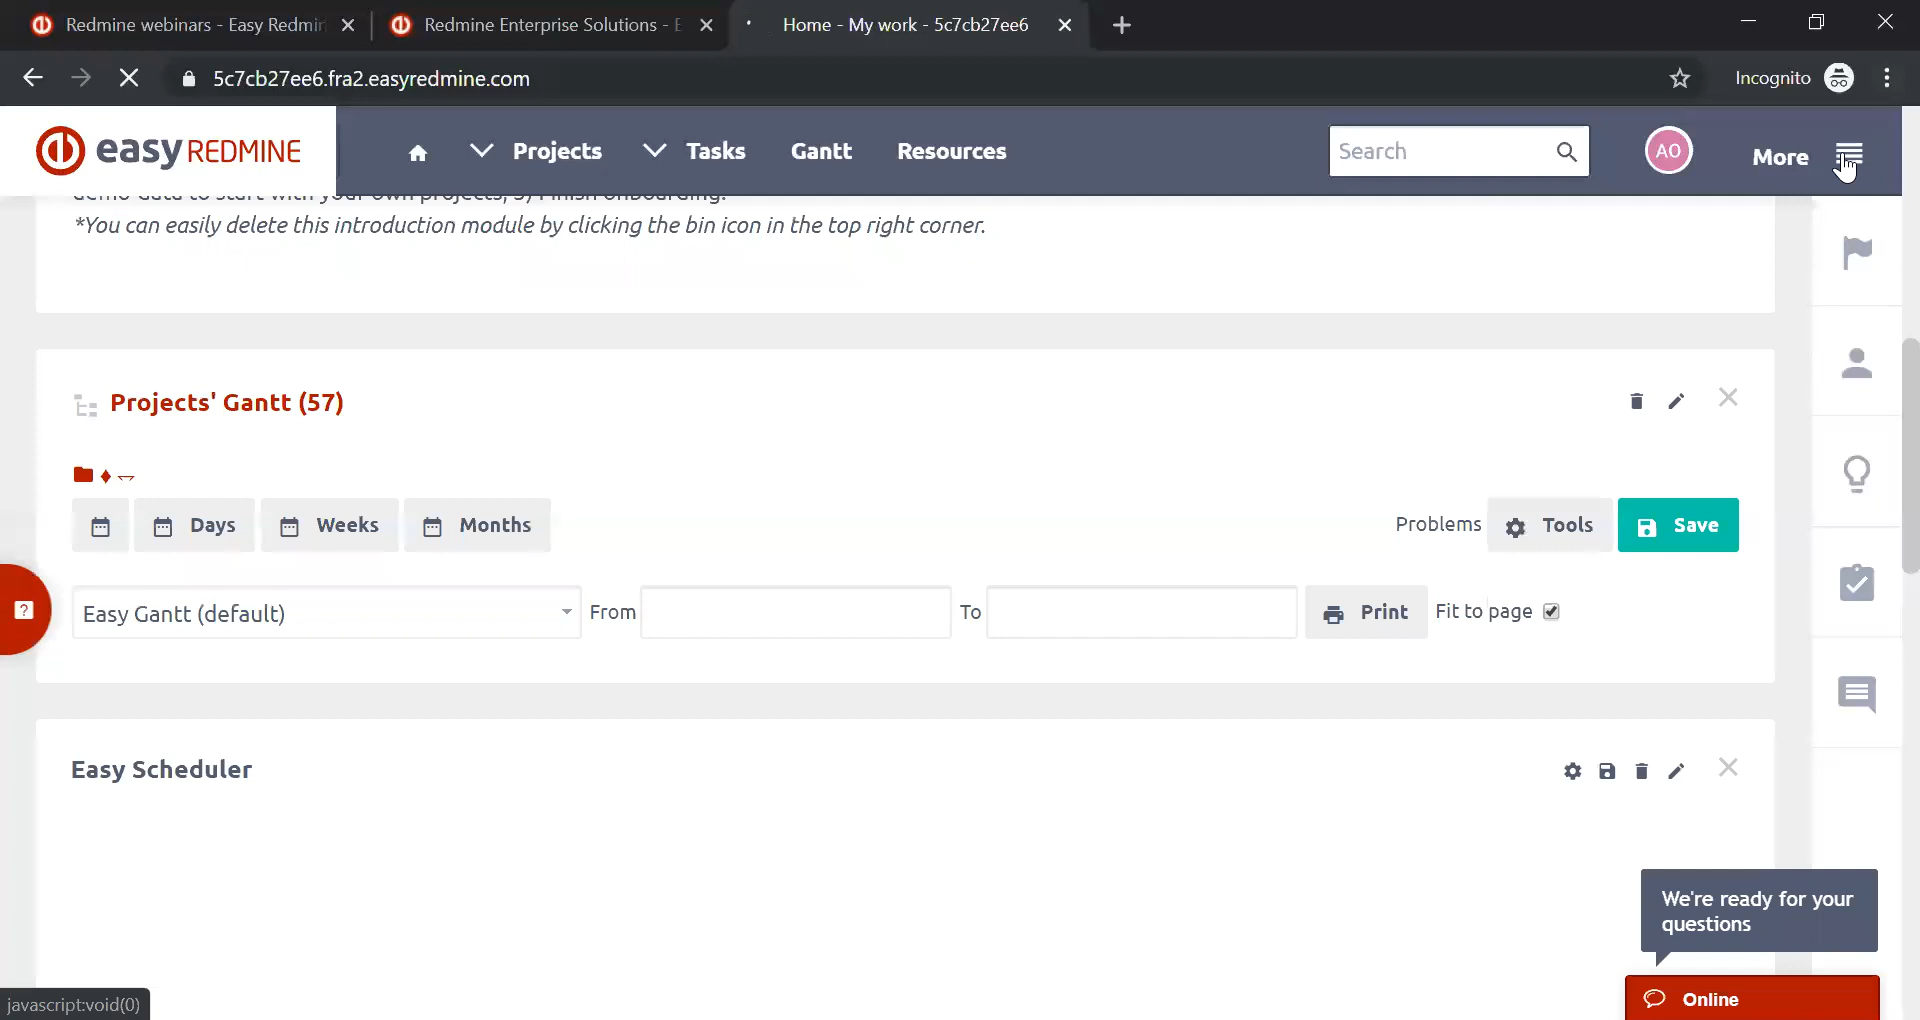 Redmine webinars - Easy Redmin
Redmine Enterprise Solutions - E
Home - My work - 5c7cb27ee6
5c7cb27ee6.fra2.easyredmine.com
Incognito
easy REDMINE
Projects
Tasks
Gantt
Resources
Search
AO
More
demo data to start with your own projects, 3) Finish onboarding.
*You can easily delete this introduction module by clicking the bin icon in the top right corner.
Projects' Gantt (57)
Days
Weeks
Months
Problems
Tools
Save
?
Easy Gantt (default)
From
To
Print
Fit to page
Easy Scheduler
We're ready for your
questions
javascript:void(0)
Online